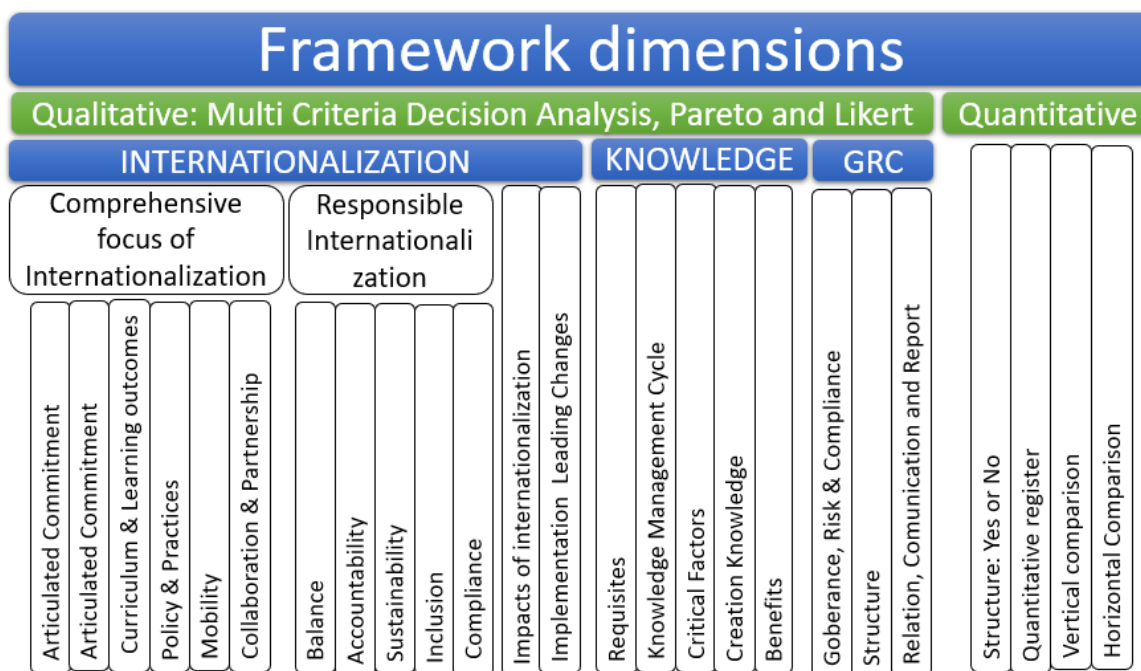 Framework dimensions
Qualitative: Multi Criteria Decision Analysis, Pareto and Likert
Quantitative
INTERNATIONALIZATION
KNOWLEDGE
GRC
Comprehensive
focus of
Internationalization
Responsible
Internationali
zation
Articulated Commitment
Articulated Commitment
Curriculum & Learning outcomes
Policy & Practices
Mobility
Collaboration & Partnership
Balance
Accountability
Sustainability
Inclusion
Compliance
Impacts of internationalization
Implementation Leading Changes
Requisites
Knowledge Management Cycle
Critical Factors
Creation Knowledge
Benefits
Goberance, Risk & Compliance
Structure
Relation, Comunication and Report
Structure: Yes or No
Quantitative register
Vertical comparison
Horizontal Comparison